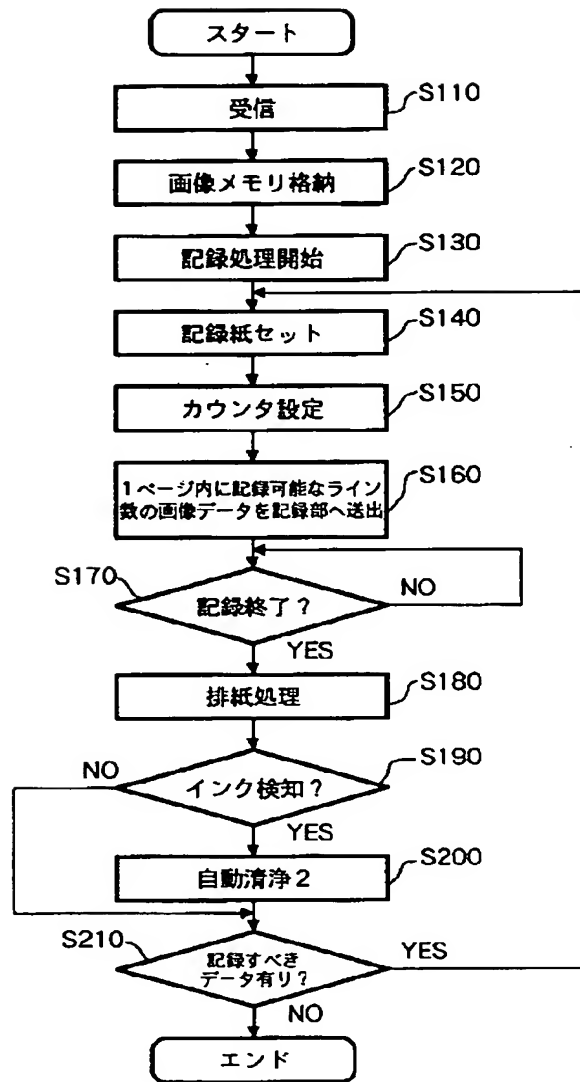 スタート
S110
受信
S120
画像メモリ格納
S130
記録処理開始
S140
記録紙セット
S150
カウンタ設定
S160
1ページ内に記録可能なライン
数の画像データを記録部へ送出
S170
記録終了?
NO
YES
S180
排紙処理
S190
NO
インク検知?
YES
S200
自動清浄2
S210
記録すべき
データ有り?
YES
NO
エンド